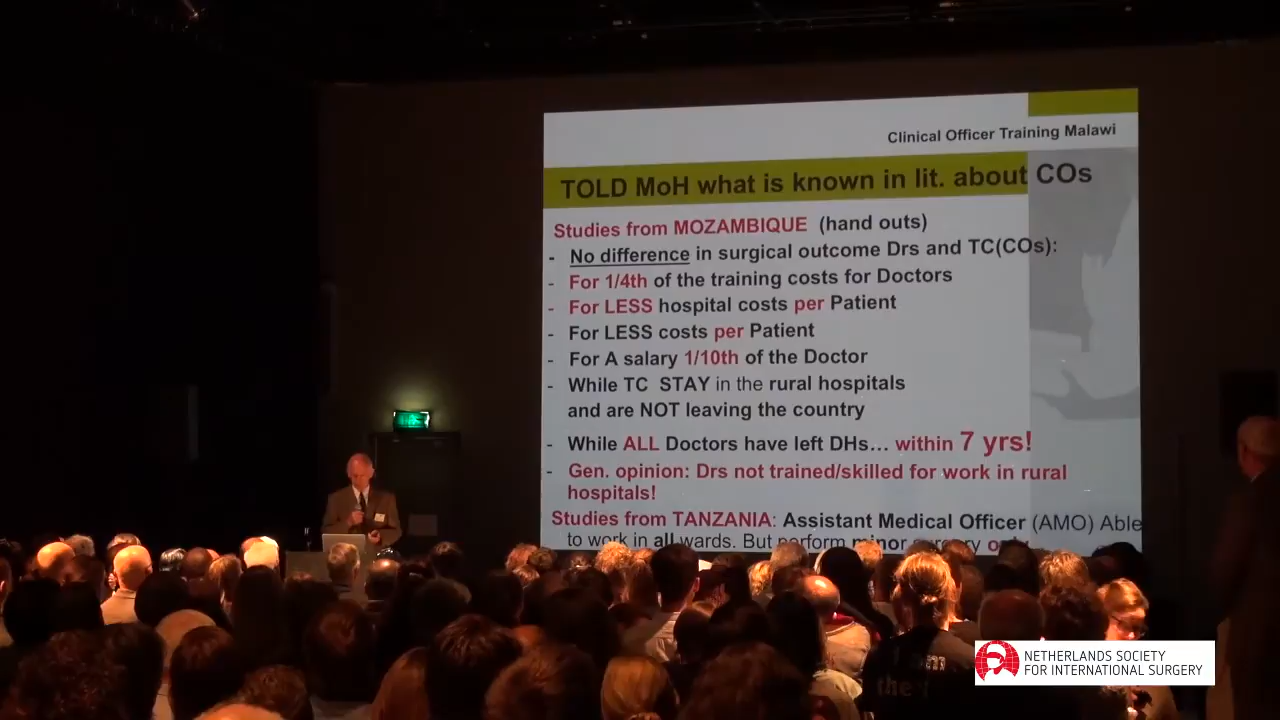 Clinical Officer Training Malawi
TOLD MoH what is known in lit. about COs
Studies from MOZAMBIQUE (hand outs)
- No difference in surgical outcome Drs and TC(COs):
- For 1/4th of the training costs for Doctors
- For LESS hospital costs per Patient
- For LESS costs per Patient
- For A salary 1/10th of the Doctor
- While TC STAY in the rural hospitals
and are NOT leaving the country
- While ALL Doctors have left DHs... within 7 yrs!
- Gen. opinion: Drs not trained/skilled for work in rural
hospitals!
Studies from TANZANIA: Assistant Medical Officer (AMO) Able
to work in all wards. But perform minor surgery only
the
NETHERLANDS SOCIETY
FOR INTERNATIONAL SURGERY